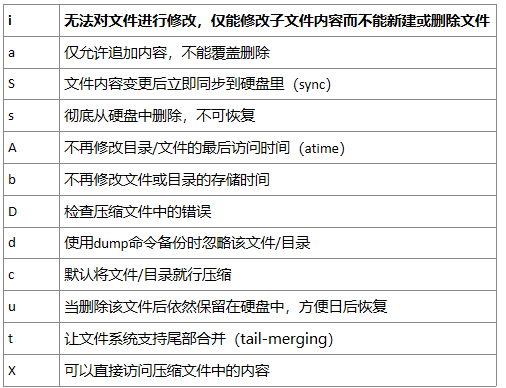 i 无法对文件进行修改，仅能修改子文件内容而不能新建或删除文件
a 仅允许追加内容，不能覆盖删除
S 文件内容变更后立即同步到硬盘里（sync）
s 彻底从硬盘中删除，不可恢复
A 不再修改目录/文件的最后访问时间（atime）
b 不再修改文件或目录的存储时间
D 检查压缩文件中的错误
d 使用dump命令备份时忽略该文件/目录
c 默认将文件/目录就行压缩
u 当删除该文件后依然保留在硬盘中，方便日后恢复
t 让文件系统支持尾部合并（tail-merging）
X 可以直接访问压缩文件中的内容